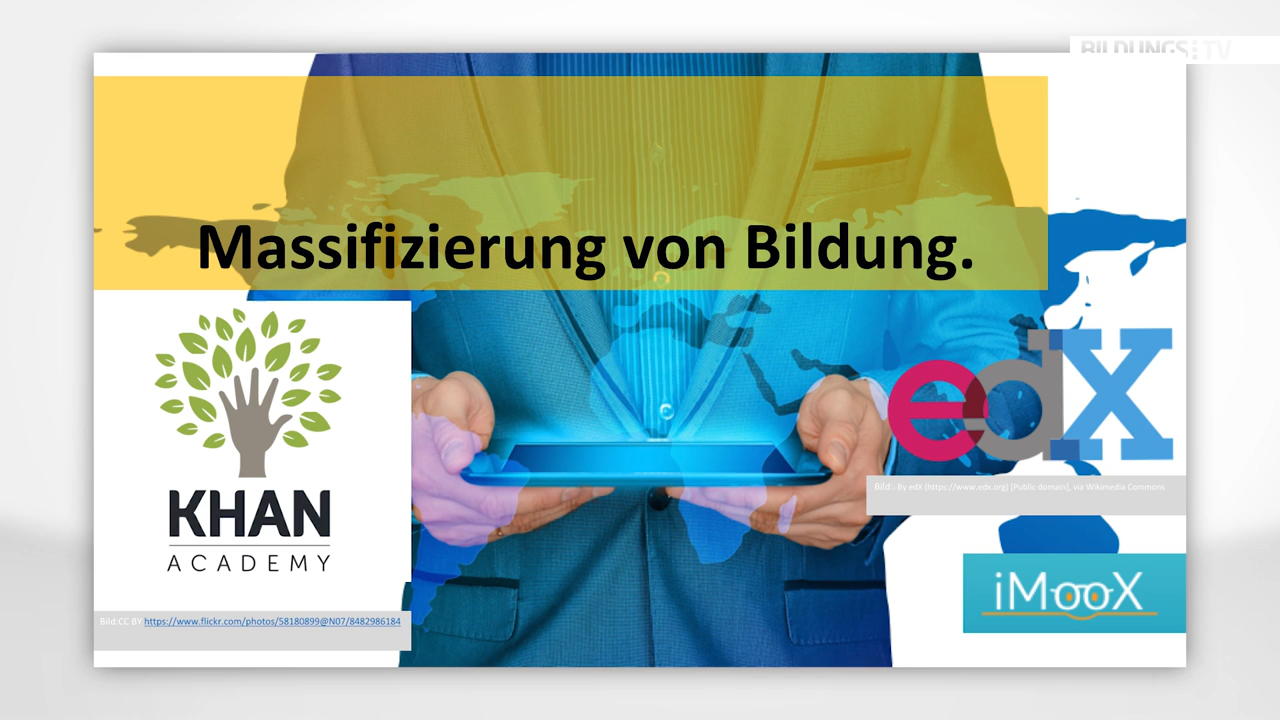 BILDUNGS TV
Massifizierung von Bildung.
KHAN
ACADEMY
Bild:CC BY https://www.flickr.com/photos/58180899@N07/8482986184
edX
Bild:: By edX (https://www.edx.org) [Public domain], via Wikimedia Commons
iMooX